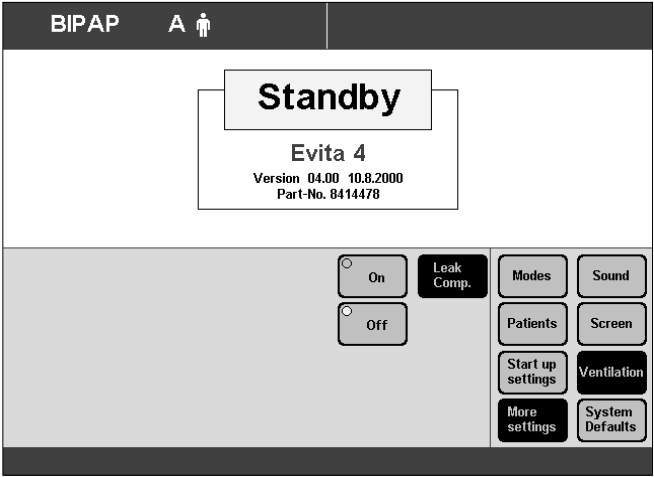 BIPAP A
Standby
Evita 4
Version 04.00 10.8.2000
Part-No. 8414478
On
Leak
Comp.
Modes
Sound
Off
Patients
Screen
Start up
settings
Ventilation
More
settings
System
Defaults